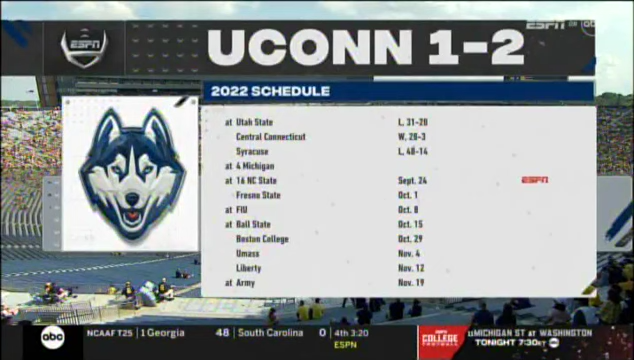 ESPN
ESPN
abc
UCONN 1-2
2022 SCHEDULE
at Utah State L, 31-20
Central Connecticut W, 28-3
Syracuse L, 48-14
at 4 Michigan
at 16 NC State Sept. 24 ESPN
Fresno State Oct. 1
at FIU Oct. 8
at Ball State Oct. 15
Boston College Oct. 29
Umass Nov. 4
Liberty Nov. 12
at Army Nov. 19
abc NCAAF T25 1 Georgia 48 South Carolina 0 4th 3:20
ESPN
ESPN
COLLEGE
FOOTBALL
MICHIGAN ST at WASHINGTON
TONIGHT 7:30 abc